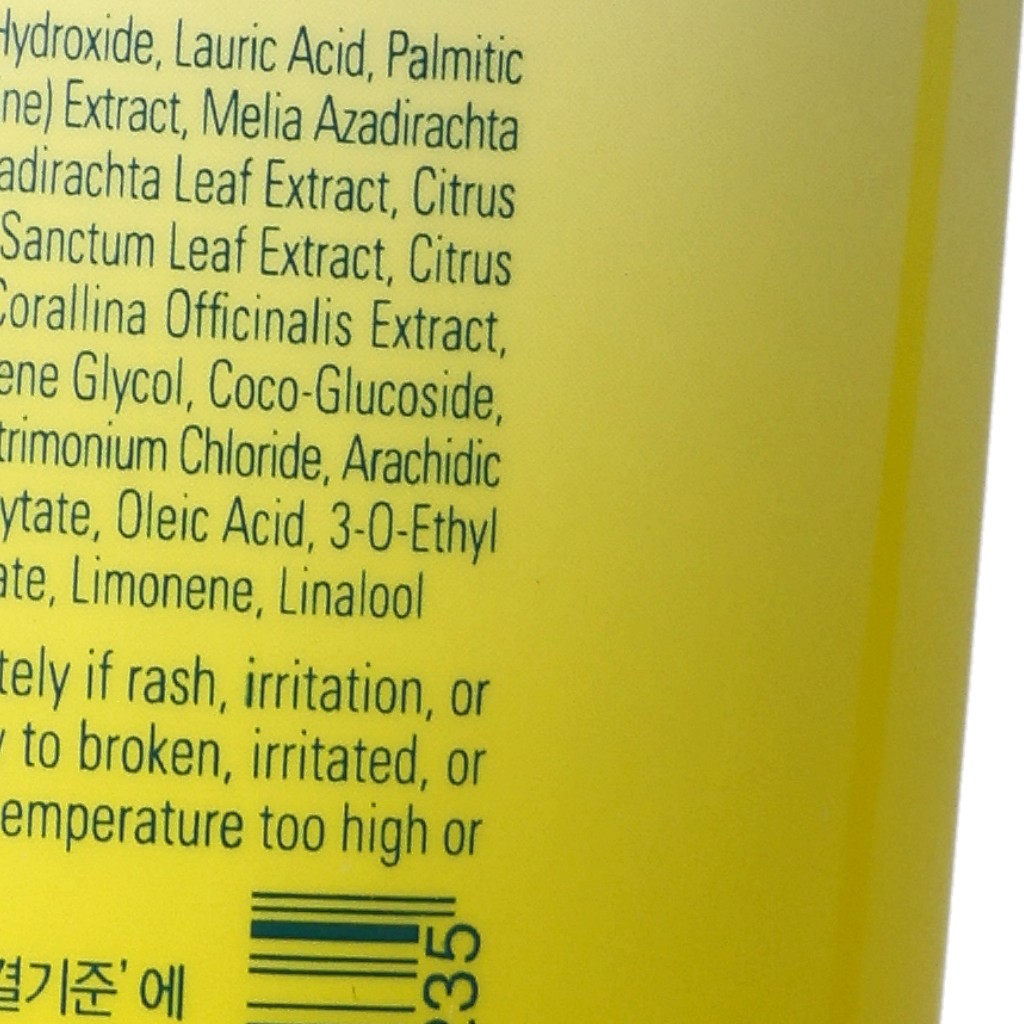 Hydroxide, Lauric Acid, Palmitic
ne) Extract, Melia Azadirachta
adirachta Leaf Extract, Citrus
Sanctum Leaf Extract, Citrus
Corallina Officinalis Extract,
ene Glycol, Coco-Glucoside,
trimonium Chloride, Arachidic
ytate, Oleic Acid, 3-O-Ethyl
ate, Limonene, Linalool
tely if rash, irritation, or
to broken, irritated, or
emperature too high or
결기준' 에
35